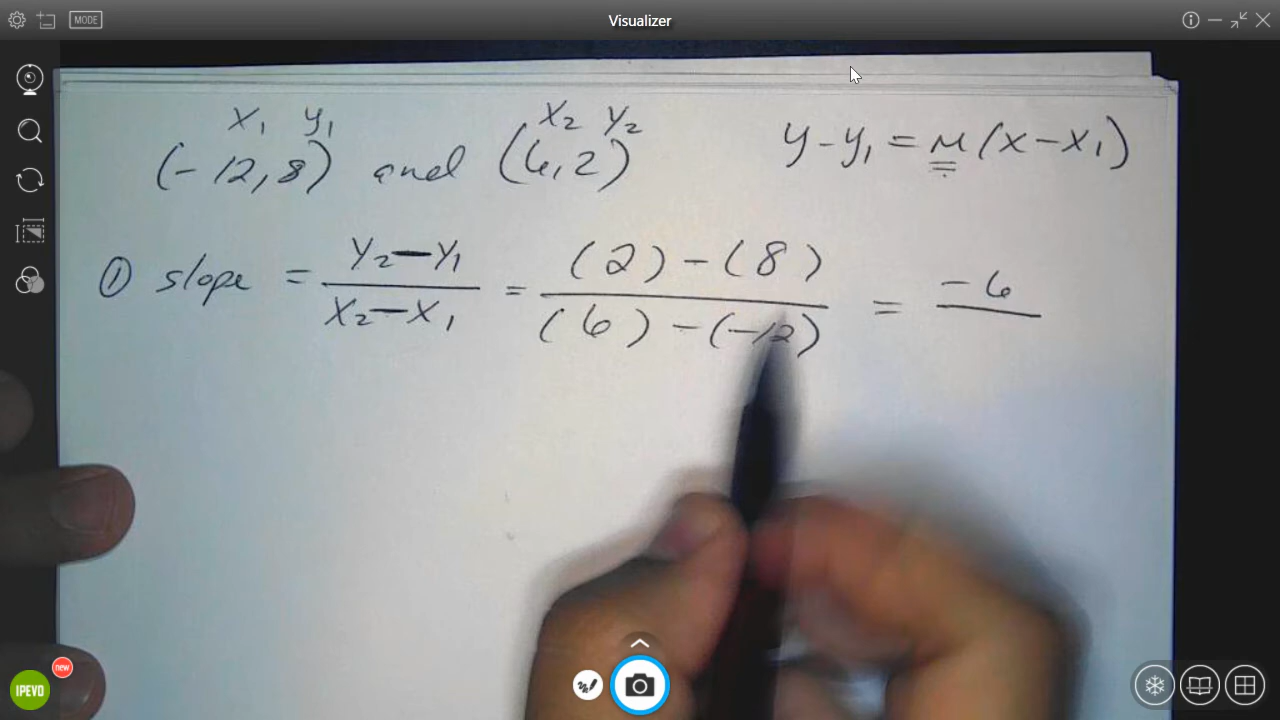 MODE
Visualizer
x₁ y₁ x₂ y₂
(-12, 8) and (6, 2) y - y₁ = m(x - x₁)
① slope = y₂ - y₁ / x₂ - x₁ = (2) - (8) / (6) - (-12) = -6 /
new
IPEVO